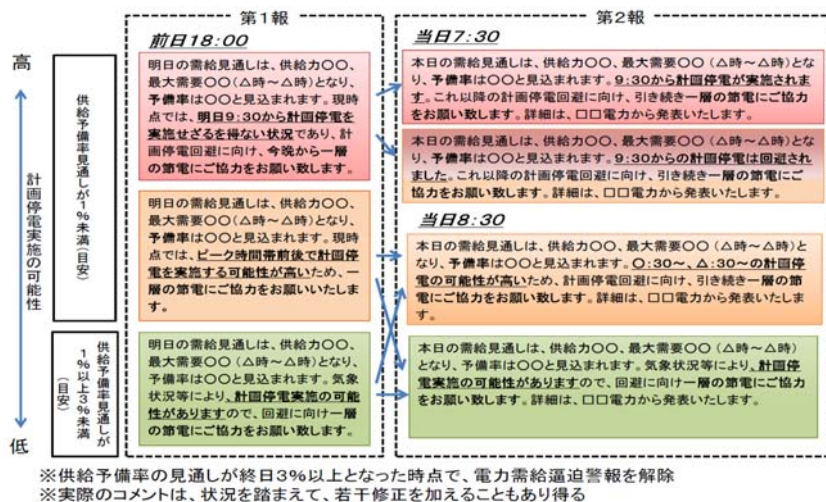 第1報
前日18:00
明日の需給見通しは、供給力〇〇、
最大需要〇〇(△時~△時)となり、
予備率は〇〇と見込まれます。現時
点では、明日9:30から計画停電を
実施せざるを得ない状況であり、計
画停電回避に向け、今晩から一層
の節電にご協力をお願い致します。
明日の需給見通しは、供給力〇〇、
最大需要〇〇(△時~△時)となり、
予備率は〇〇と見込まれます。現時
点では、ピーク時間帯前後で計画停
電を実施する可能性が高いため、一
層の節電にご協力をお願いいたしま
す。
明日の需給見通しは、供給力〇〇、
最大需要〇〇(△時~△時)となり、
予備率は〇〇と見込まれます。気象
状況等により、計画停電実施の可能
性がありますので、回避に向け一層
の節電にご協力をお願い致します。
第2報
当日7:30
本日の需給見通しは、供給力〇〇、最大需要〇〇(△時~△時)とな
り、予備率は〇〇と見込まれます。9:30から計画停電が実施されま
す。これ以降の計画停電回避に向け、引き続き一層の節電にご協力
をお願い致します。詳細は、□□電力から発表いたします。
本日の需給見通しは、供給力〇〇、最大需要〇〇(△時~△時)とな
り、予備率は〇〇と見込まれます。9:30からの計画停電は回避され
ました。これ以降の計画停電回避に向け、引き続き一層の節電にご協
力をお願い致します。詳細は、□□電力から発表いたします。
当日8:30
本日の需給見通しは、供給力〇〇、最大需要〇〇(△時~△時)と
なり、予備率は〇〇と見込まれます。〇:30~、△:30~の計画停
電の可能性が高いため、計画停電回避に向け、引き続き一層の節
電にご協力をお願い致します。詳細は、□□電力から発表いたしま
す。
本日の需給見通しは、供給力〇〇、最大需要〇〇(△時~△時)
となり、予備率は〇〇と見込まれます。気象状況等により、計画停
電実施の可能性がありますので、回避に向け一層の節電にご協力
をお願い致します。詳細は、□□電力から発表いたします。
高
計画停電実施の可能性
低
供給予備率見通しが1%未満(目安)
供給予備率見通しが
1%以上3%未満
(目安)
※供給予備率の見通しが終日3%以上となった時点で、電力需給逼迫警報を解除
※実際のコメントは、状況を踏まえて、若干修正を加えることもあり得る